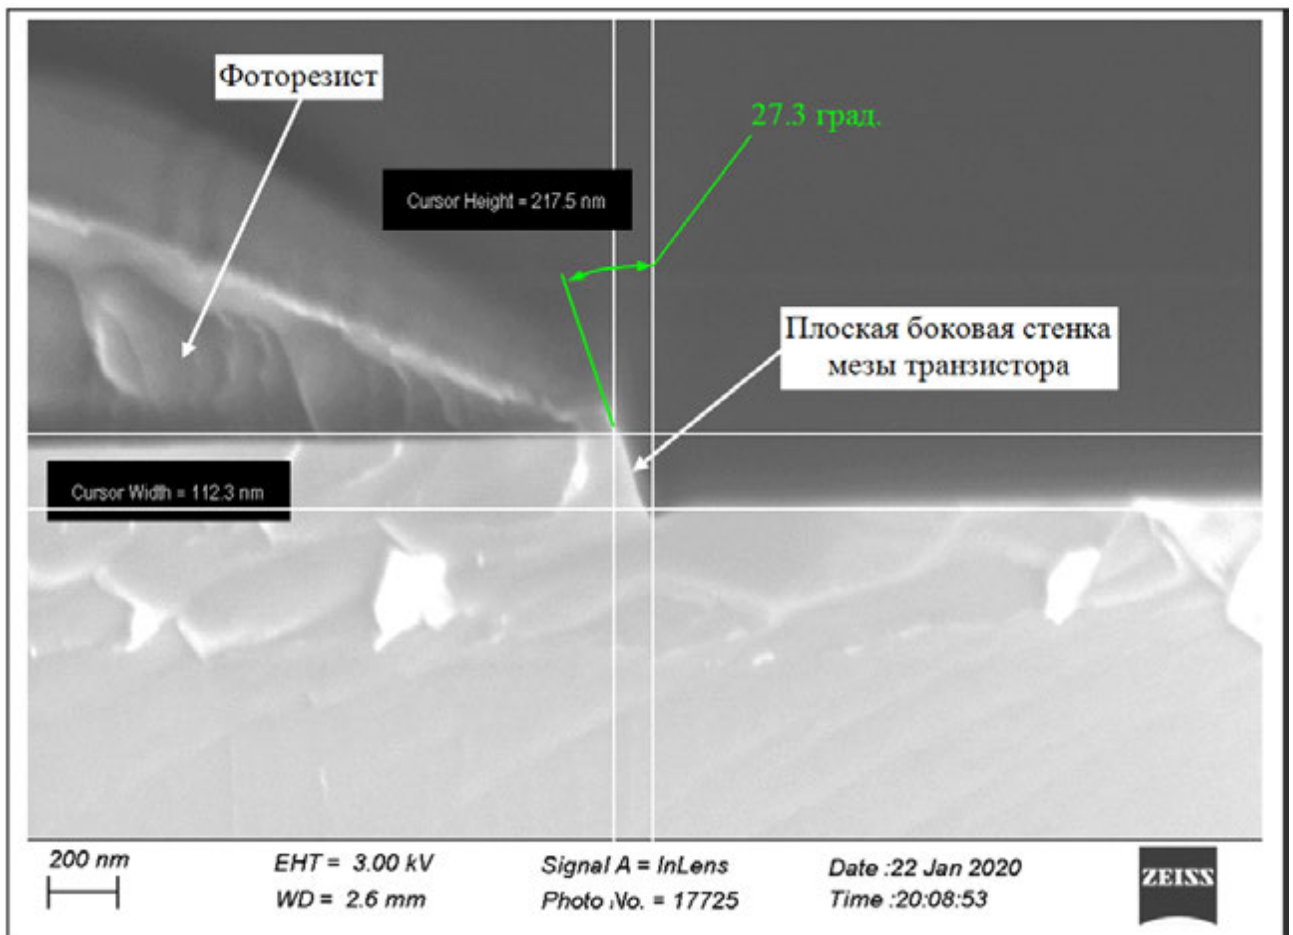 Фоторезист
27.3 град.
Cursor Height = 217.5 nm
Плоская боковая стенка
мезы транзистора
Cursor Width = 112.3 nm
200 nm
EHT = 3.00 kV
Signal A = InLens
Date :22 Jan 2020
WD = 2.6 mm
Photo No. = 17725
Time :20:08:53
ZEISS